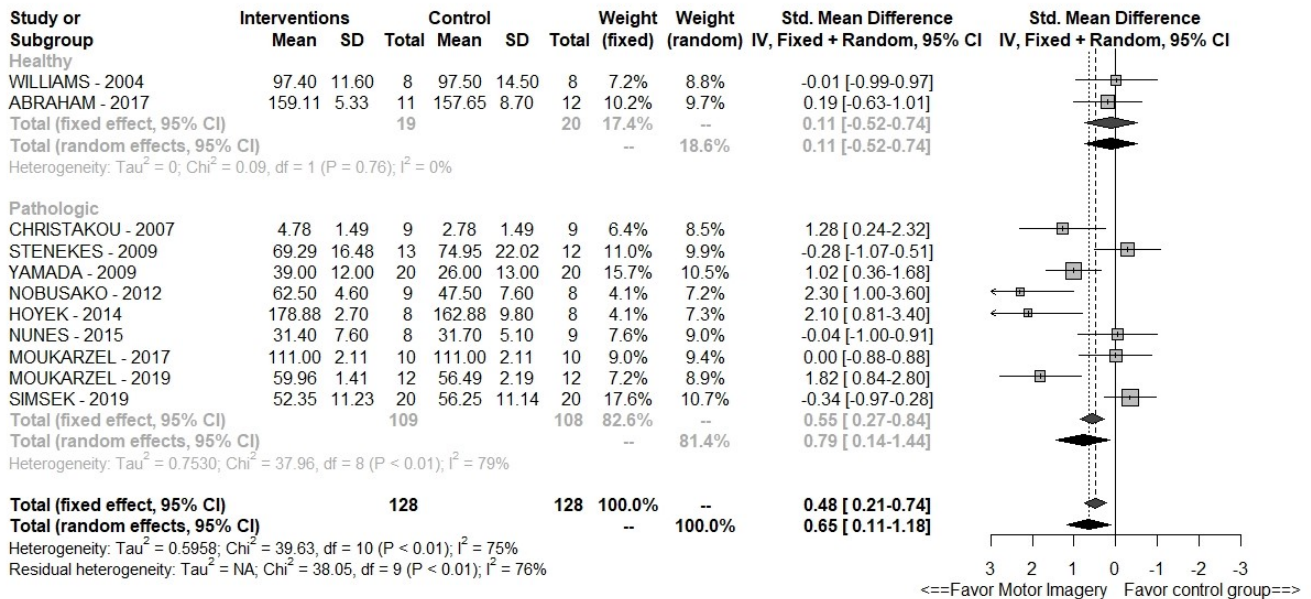 Study or Interventions Control Weight Weight Std. Mean Difference Std. Mean Difference
Subgroup Mean SD Total Mean SD Total (fixed) (random) IV, Fixed + Random, 95% CI IV, Fixed + Random, 95% CI
Healthy
WILLIAMS - 2004 97.40 11.60 8 97.50 14.50 8 7.2% 8.8% -0.01 [-0.99-0.97]
ABRAHAM - 2017 159.11 5.33 11 157.65 8.70 12 10.2% 9.7% 0.19 [-0.63-1.01]
Total (fixed effect, 95% CI) 19 20 17.4% -- 0.11 [-0.52-0.74]
Total (random effects, 95% CI) -- 18.6% 0.11 [-0.52-0.74]
Heterogeneity: Tau² = 0; Chi² = 0.09, df = 1 (P = 0.76); I² = 0%
Pathologic
CHRISTAKOU - 2007 4.78 1.49 9 2.78 1.49 9 6.4% 8.5% 1.28 [ 0.24-2.32]
STENEKES - 2009 69.29 16.48 13 74.95 22.02 12 11.0% 9.9% -0.28 [-1.07-0.51]
YAMADA - 2009 39.00 12.00 20 26.00 13.00 20 15.7% 10.5% 1.02 [ 0.36-1.68]
NOBUSAKO - 2012 62.50 4.60 9 47.50 7.60 8 4.1% 7.2% 2.30 [ 1.00-3.60]
HOYEK - 2014 178.88 2.70 8 162.88 9.80 8 4.1% 7.3% 2.10 [ 0.81-3.40]
NUNES - 2015 31.40 7.60 8 31.70 5.10 9 7.6% 9.0% -0.04 [-1.00-0.91]
MOUKARZEL - 2017 111.00 2.11 10 111.00 2.11 10 9.0% 9.4% 0.00 [-0.88-0.88]
MOUKARZEL - 2019 59.96 1.41 12 56.49 2.19 12 7.2% 8.9% 1.82 [ 0.84-2.80]
SIMSEK - 2019 52.35 11.23 20 56.25 11.14 20 17.6% 10.7% -0.34 [-0.97-0.28]
Total (fixed effect, 95% CI) 109 108 82.6% -- 0.55 [ 0.27-0.84]
Total (random effects, 95% CI) -- 81.4% 0.79 [ 0.14-1.44]
Heterogeneity: Tau² = 0.7530; Chi² = 37.96, df = 8 (P < 0.01); I² = 79%
Total (fixed effect, 95% CI) 128 128 100.0% -- 0.48 [ 0.21-0.74]
Total (random effects, 95% CI) -- 100.0% 0.65 [ 0.11-1.18]
Heterogeneity: Tau² = 0.5958; Chi² = 39.63, df = 10 (P < 0.01); I² = 75%
Residual heterogeneity: Tau² = NA; Chi² = 38.05, df = 9 (P < 0.01); I² = 76%
3 2 1 0 -1 -2 -3
<==Favor Motor Imagery Favor control group==>